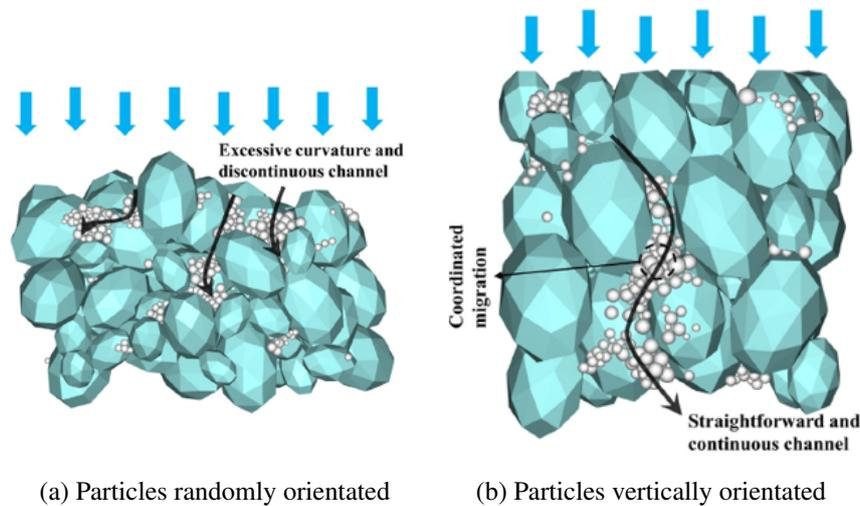 Excessive curvature and
discontinuous channel
Coordinated
migration
Straightforward and
continuous channel
(a) Particles randomly orientated
(b) Particles vertically orientated